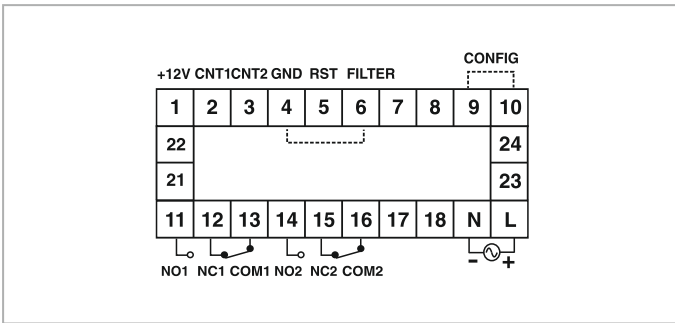 CONFIG
+12V CNT1CNT2 GND RST FILTER
1 2 3 4 5 6 7 8 9 10
22 24
21 23
11 12 13 14 15 16 17 18 N L
- +
NO1 NC1 COM1 NO2 NC2 COM2